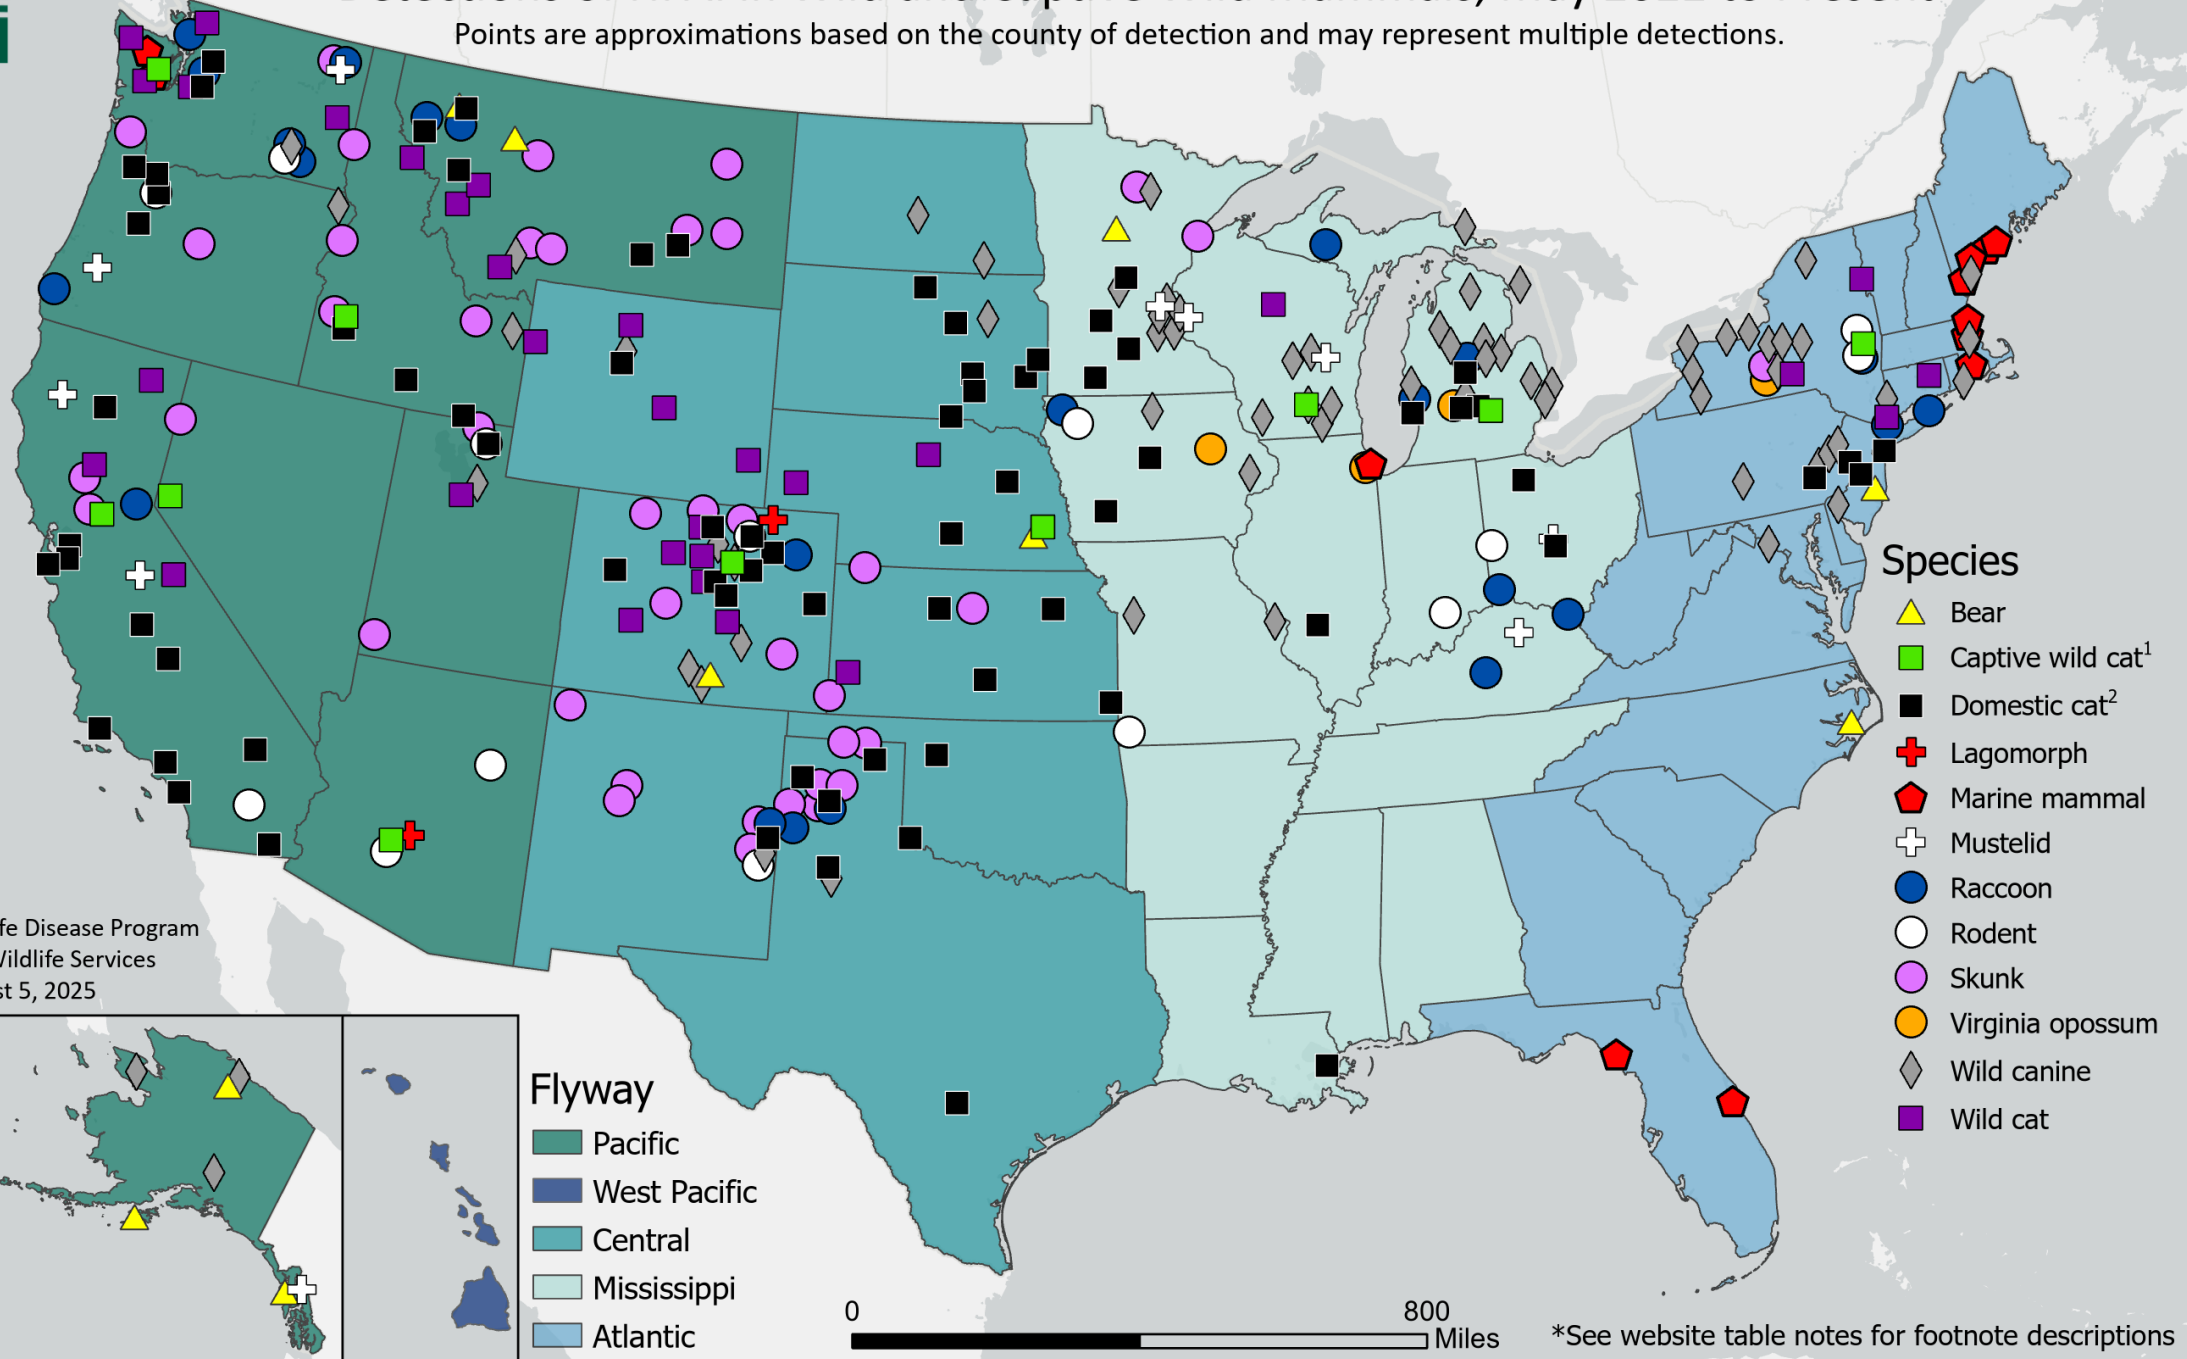 Points are approximations based on the county of detection and may represent multiple detections.
Species
Bear
Captive wild cat1
Domestic cat2
Lagomorph
Marine mammal
Mustelid
Raccoon
Rodent
Skunk
Virginia opossum
Wild canine
Wild cat
fe Disease Program
Wildlife Services
st 5, 2025
Flyway
Pacific
West Pacific
Central
Mississippi
Atlantic
0 800
Miles
*See website table notes for footnote descriptions